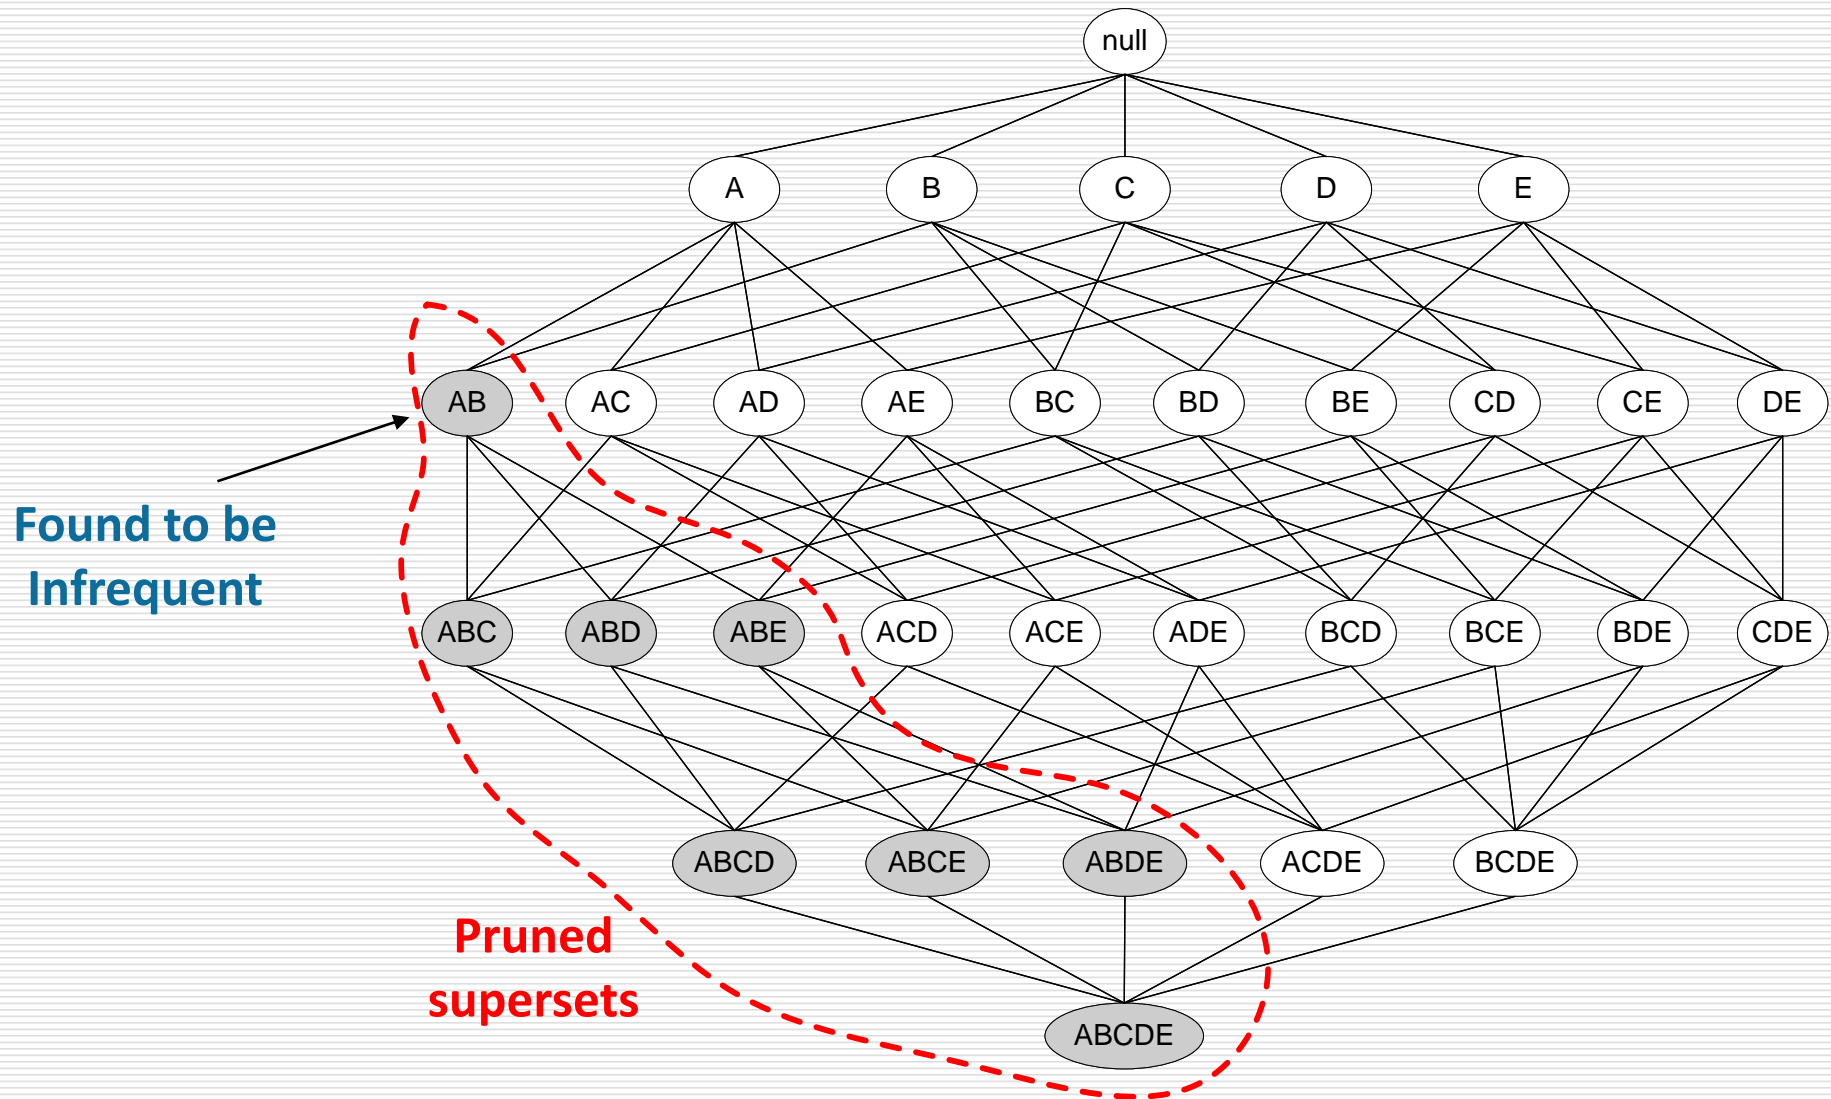 null
A B C D E
AB AC AD AE BC BD BE CD CE DE
Found to be
Infrequent
ABC ABD ABE ACD ACE ADE BCD BCE BDE CDE
ABCD ABCE ABDE ACDE BCDE
Pruned
supersets
ABCDE